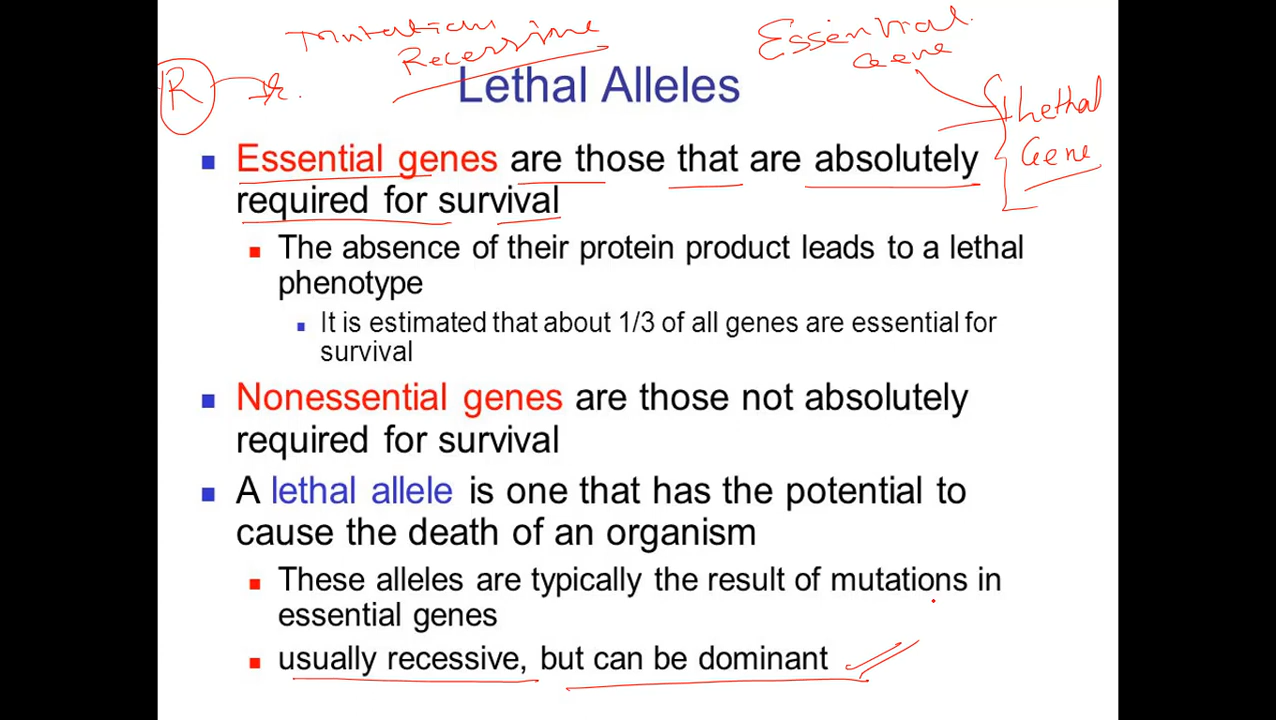 Mutation
Recessive
Essential
Gene
R
Lethal
Gene
Lethal Alleles
Essential genes are those that are absolutely
required for survival
The absence of their protein product leads to a lethal
phenotype
It is estimated that about 1/3 of all genes are essential for
survival
Nonessential genes are those not absolutely
required for survival
A lethal allele is one that has the potential to
cause the death of an organism
These alleles are typically the result of mutations in
essential genes
usually recessive, but can be dominant